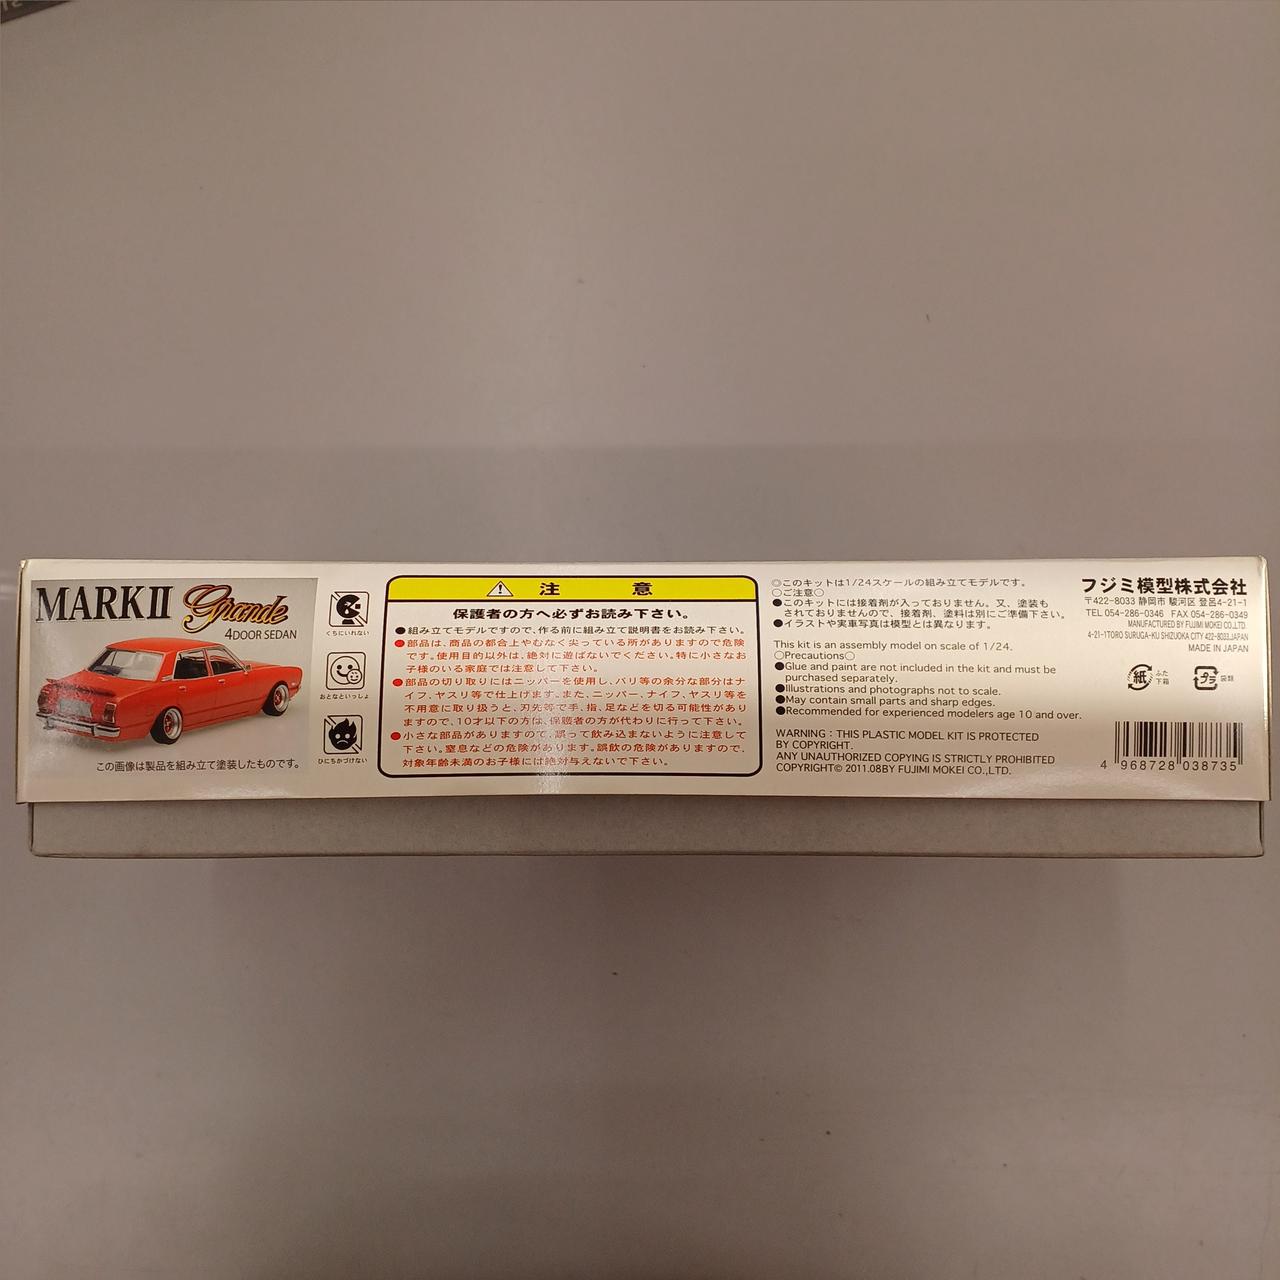 MARKⅡ Grande
4DOOR SEDAN
この画像は製品を組み立て塗装したものです。
くちにいれない
おとなといっしょ
ひにちかづけない
注意
保護者の方へ必ずお読み下さい。
●組み立てモデルですので、作る前に組み立て説明書をお読み下さい。
●部品は、商品の都合上やむなく尖っている所がありますので危険
です。使用目的以外は、絶対に遊ばないでください。特に小さなお
子様のいる家庭では注意して下さい。
●部品の切り取りにはニッパーを使用し、バリ等の余分な部分はナ
イフ、ヤスリ等で仕上げます。また、ニッパー、ナイフ、ヤスリ等を
不用意に取り扱うと、刃先等で手、指、足などを切る可能性があり
ますので、10才以下の方は、保護者の方が代わりに行って下さい。
●小さな部品がありますので、誤って飲み込まないように注意して
下さい。窒息などの危険があります。誤飲の危険がありますので、
対象年齢未満のお子様には絶対与えないで下さい。
◎このキットは1/24スケールの組み立てモデルです。
○ご注意○
●このキットには接着剤が入っておりません。又、塗装も
されておりませんので、接着剤、塗料は別にご準備下さい。
●イラストや実車写真は模型とは異なります。
This kit is an assembly model on scale of 1/24.
○Precautions○
●Glue and paint are not included in the kit and must be
purchased separately.
●Illustrations and photographs not to scale.
●May contain small parts and sharp edges.
●Recommended for experienced modelers age 10 and over.
WARNING : THIS PLASTIC MODEL KIT IS PROTECTED
BY COPYRIGHT.
ANY UNAUTHORIZED COPYING IS STRICTLY PROHIBITED
COPYRIGHT© 2011.08BY FUJIMI MOKEI CO.,LTD.
フジミ模型株式会社
〒422-8033 静岡市 駿河区 登呂4-21-1
TEL 054-286-0346 FAX 054-286-0349
MANUFACTURED BY FUJIMI MOKEI CO.,LTD.
4-21-1TORO SURUGA-KU SHIZUOKA CITY 422-8033.JAPAN
MADE IN JAPAN
紙 ふた 下箱
プラ 袋類
4 968728 038735